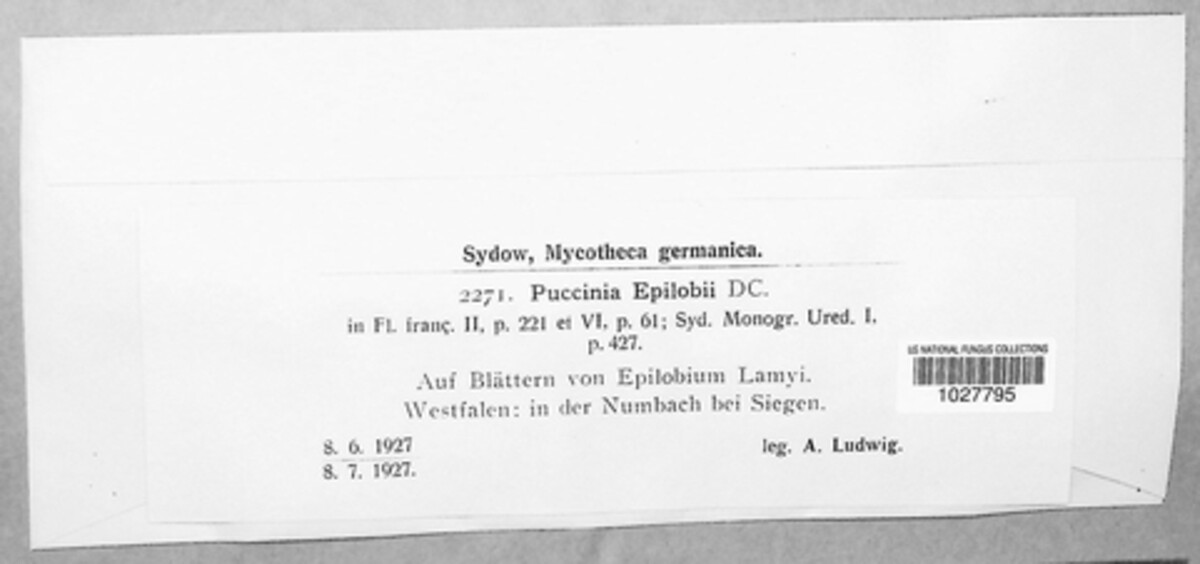 Sydow, Mycotheca germanica.
2271. Puccinia Epilobii DC.
in Fl. franç. II, p. 221 et VI, p. 61; Syd. Monogr. Ured. I,
p. 427.
Auf Blättern von Epilobium Lamyi.
Westfalen: in der Numbach bei Siegen.
8. 6. 1927
8. 7. 1927.
leg. A. Ludwig.
US NATIONAL FUNGUS COLLECTIONS
1027795